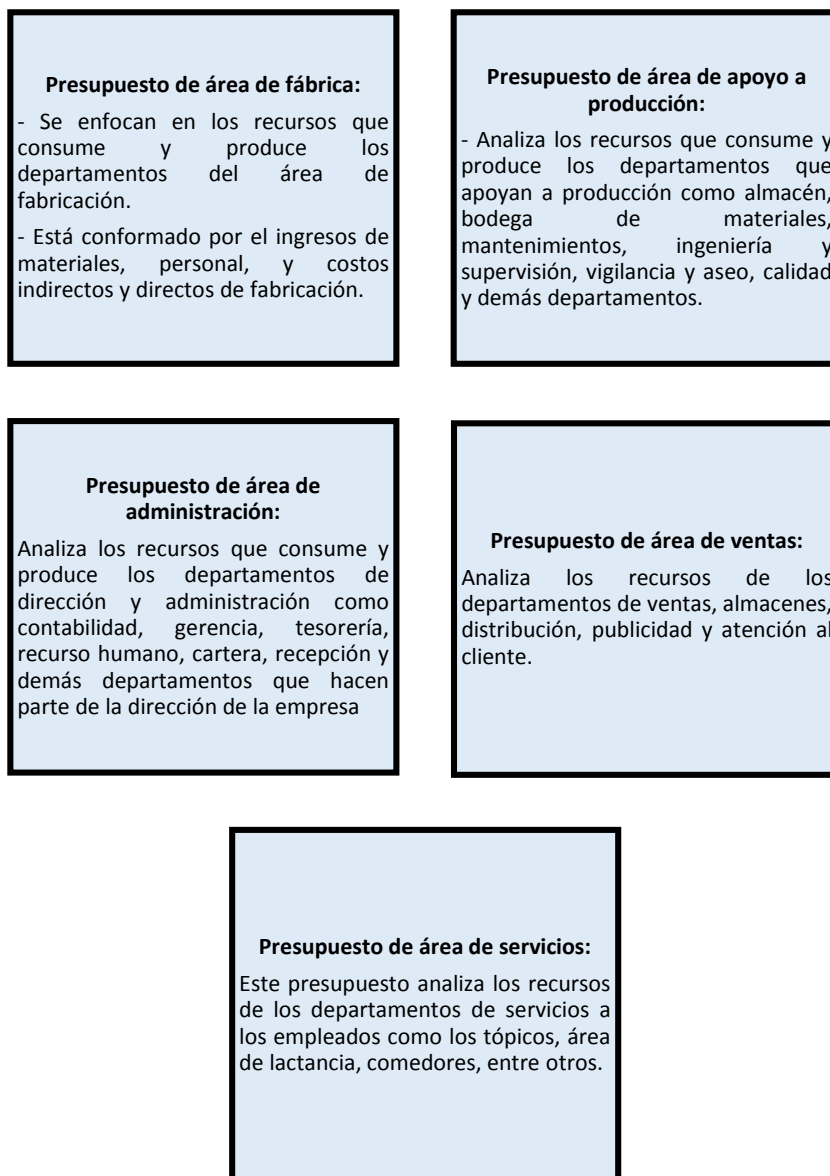 Presupuesto de área de fábrica:
- Se enfocan en los recursos que
consume y produce los
departamentos del área de
fabricación.
- Está conformado por el ingresos de
materiales, personal, y costos
indirectos y directos de fabricación.
Presupuesto de área de apoyo a
producción:
- Analiza los recursos que consume y
produce los departamentos que
apoyan a producción como almacén,
bodega de materiales,
mantenimientos, ingeniería y
supervisión, vigilancia y aseo, calidad
y demás departamentos.
Presupuesto de área de
administración:
Analiza los recursos que consume y
produce los departamentos de
dirección y administración como
contabilidad, gerencia, tesorería,
recurso humano, cartera, recepción y
demás departamentos que hacen
parte de la dirección de la empresa
Presupuesto de área de ventas:
Analiza los recursos de los
departamentos de ventas, almacenes,
distribución, publicidad y atención al
cliente.
Presupuesto de área de servicios:
Este presupuesto analiza los recursos
de los departamentos de servicios a
los empleados como los tópicos, área
de lactancia, comedores, entre otros.